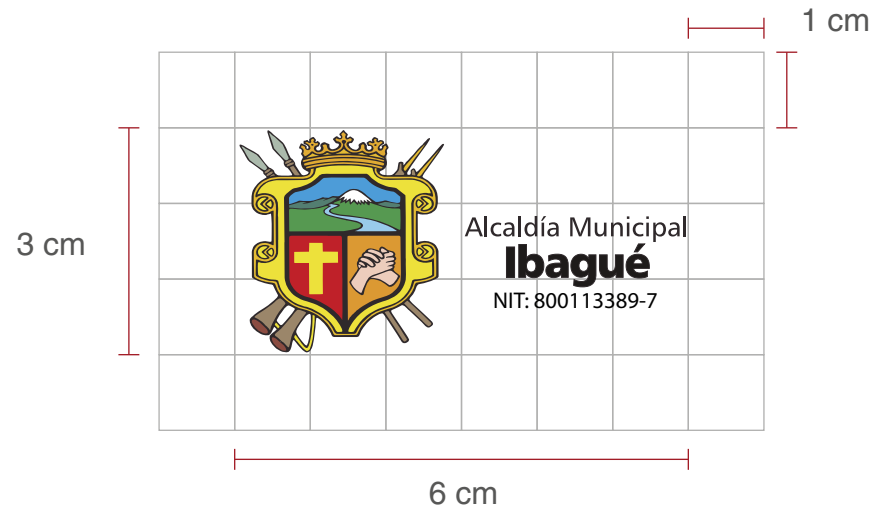 1 cm
3 cm
Alcaldía Municipal
Ibagué
NIT: 800113389-7
6 cm